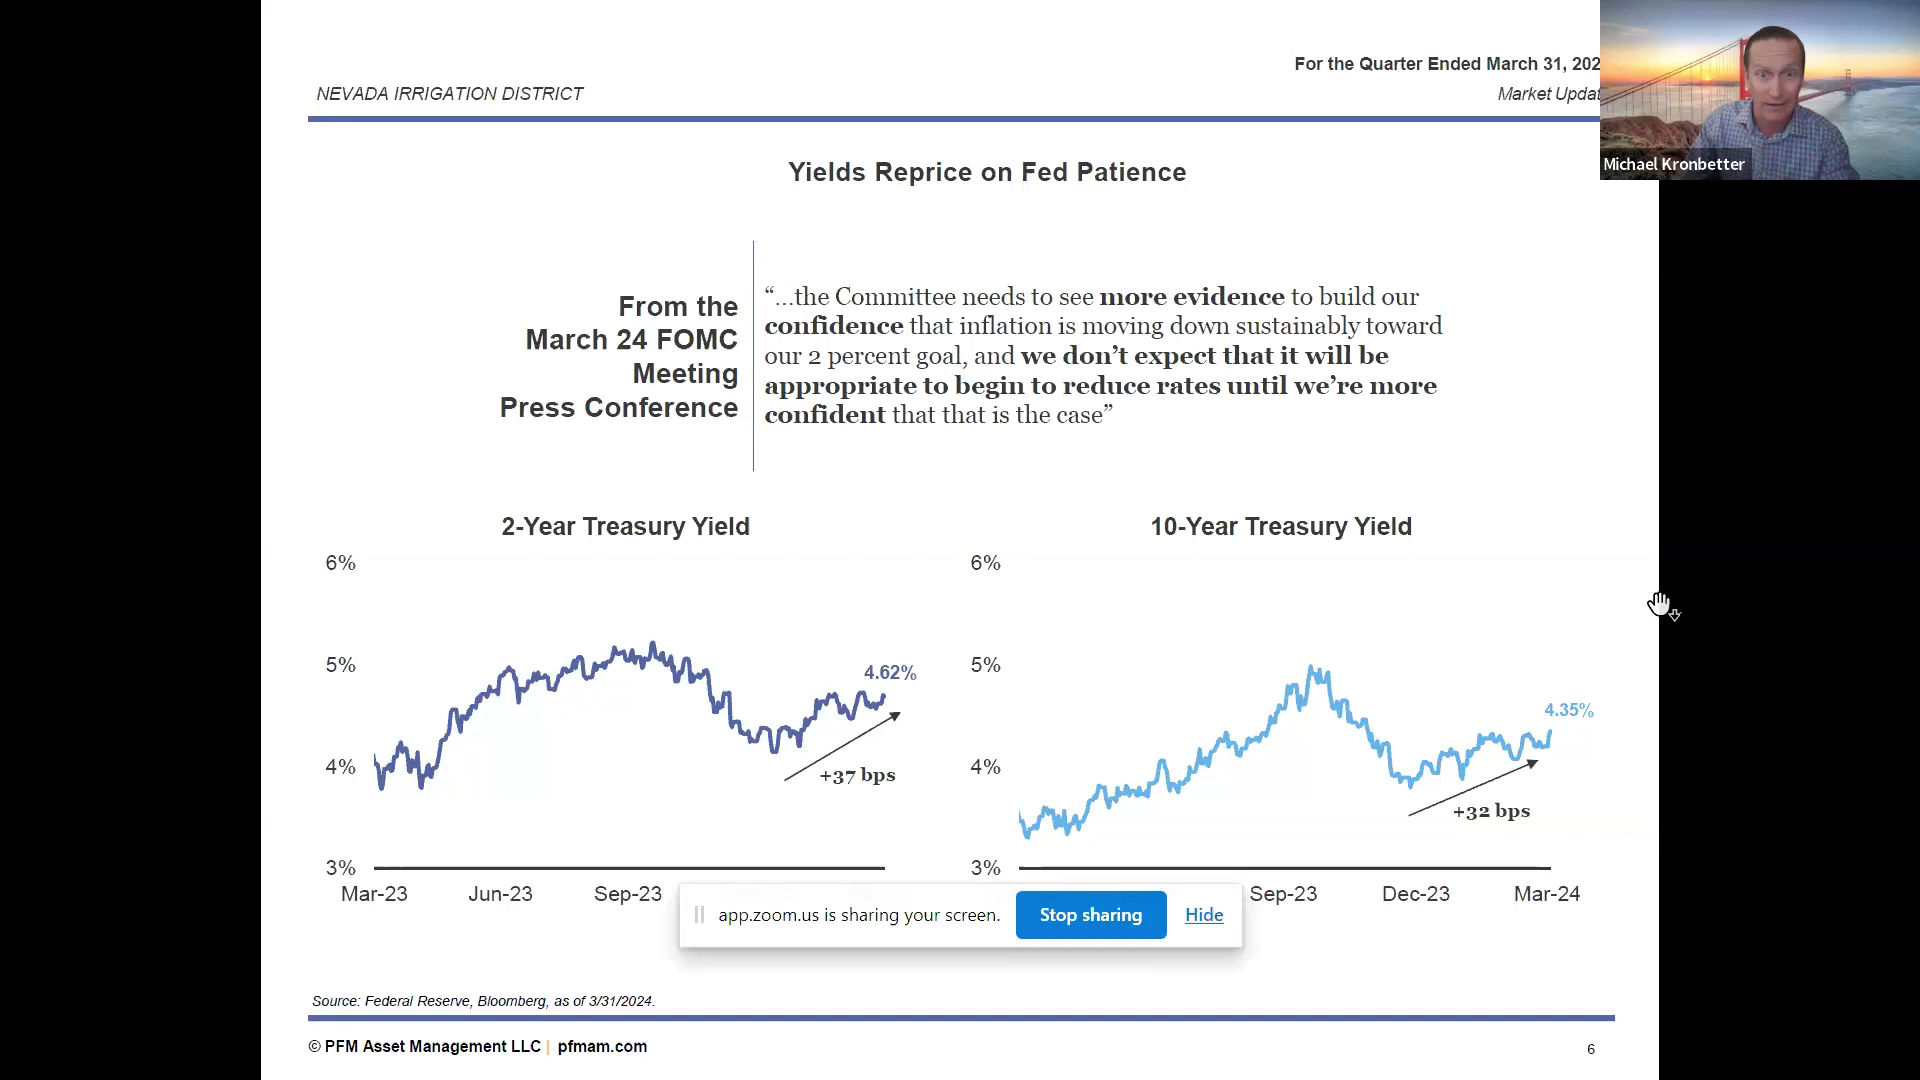 For the Quarter Ended March 31, 202
NEVADA IRRIGATION DISTRICT
Market Updat
Michael Kronbetter
Yields Reprice on Fed Patience
From the
March 24 FOMC
Meeting
Press Conference
“...the Committee needs to see more evidence to build our
confidence that inflation is moving down sustainably toward
our 2 percent goal, and we don’t expect that it will be
appropriate to begin to reduce rates until we’re more
confident that that is the case”
2-Year Treasury Yield
6%
5%
4%
3%
4.62%
+37 bps
Mar-23 Jun-23 Sep-23
10-Year Treasury Yield
6%
5%
4%
3%
4.35%
+32 bps
Sep-23 Dec-23 Mar-24
app.zoom.us is sharing your screen. Stop sharing Hide
Source: Federal Reserve, Bloomberg, as of 3/31/2024.
© PFM Asset Management LLC | pfmam.com
6